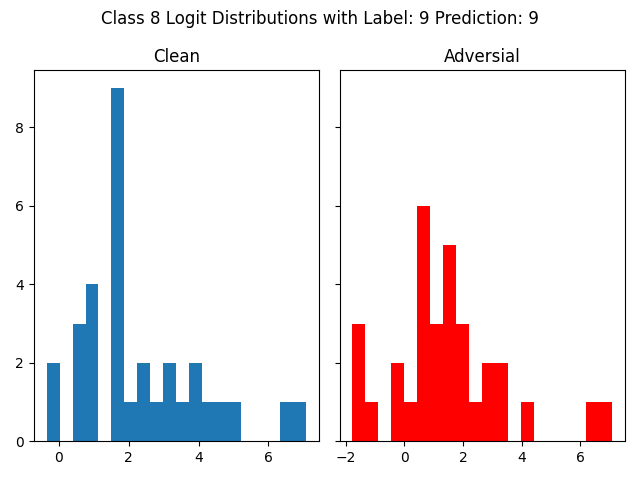 Class 8 Logit Distributions with Label: 9 Prediction: 9
Clean
Adversial
8
6
4
2
0
0 2 4 6
−2 0 2 4 6